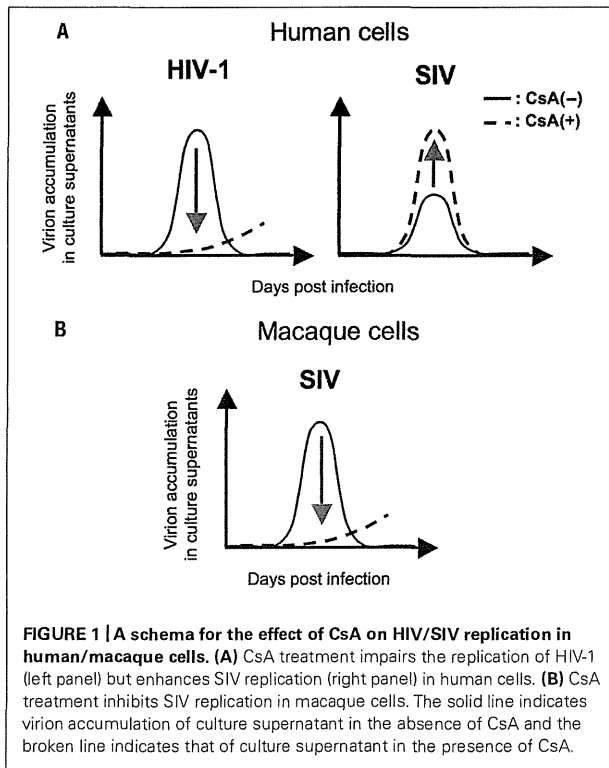 A
Human cells
HIV-1
SIV
— : CsA(–)
- - : CsA(+)
Virion accumulation
in culture supernatants
Days post infection
B
Macaque cells
SIV
Virion accumulation
in culture supernatants
Days post infection
FIGURE 1 | A schema for the effect of CsA on HIV/SIV replication in
human/macaque cells. (A) CsA treatment impairs the replication of HIV-1
(left panel) but enhances SIV replication (right panel) in human cells. (B) CsA
treatment inhibits SIV replication in macaque cells. The solid line indicates
virion accumulation of culture supernatant in the absence of CsA and the
broken line indicates that of culture supernatant in the presence of CsA.